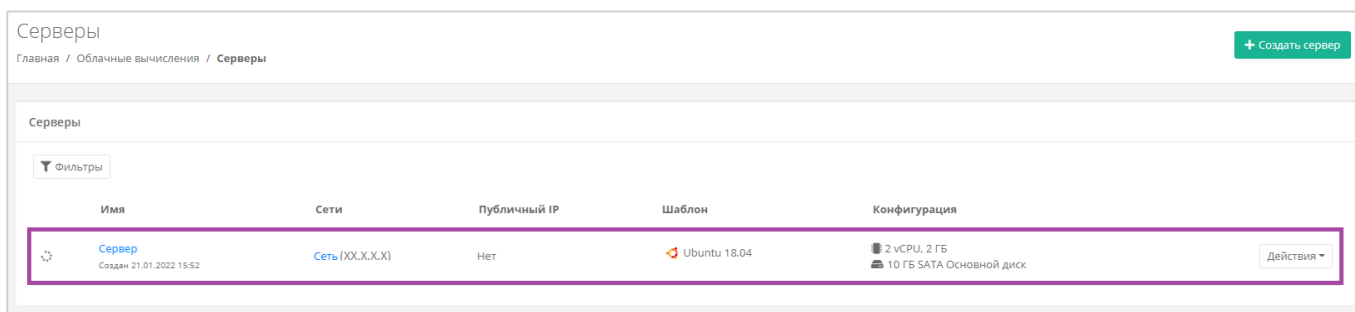 Серверы
Главная / Облачные вычисления / Серверы
+ Создать сервер
Серверы
Фильтры
Имя Сети Публичный IP Шаблон Конфигурация
Сервер Сеть (XX.X.X.X) Нет Ubuntu 18.04 2 vCPU, 2 ГБ Действия
Создан 21.01.2022 15:52 10 ГБ SATA Основной диск